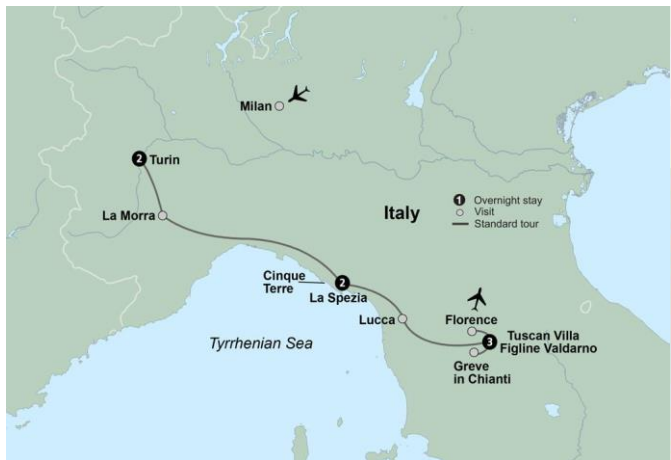 Milan
2 Turin
La Morra
Italy
1 Overnight stay
Visit
Standard tour
Cinque
Terre
2
La Spezia
Lucca
Florence
Tuscan Villa
Figline Valdarno
3
Greve
in Chianti
Tyrrhenian Sea